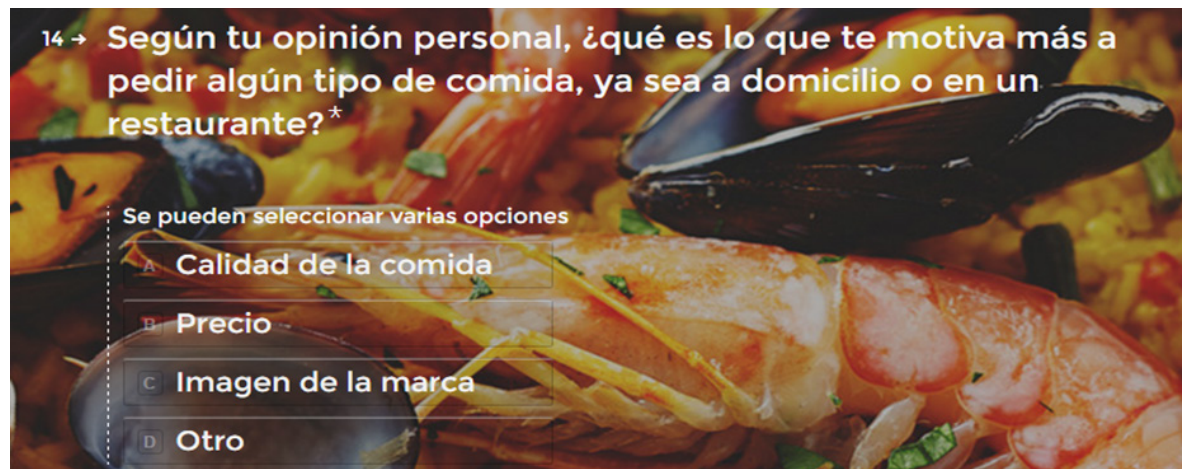 14 → Según tu opinión personal, ¿qué es lo que te motiva más a
pedir algún tipo de comida, ya sea a domicilio o en un
restaurante?*
Se pueden seleccionar varias opciones
A Calidad de la comida
B Precio
C Imagen de la marca
D Otro